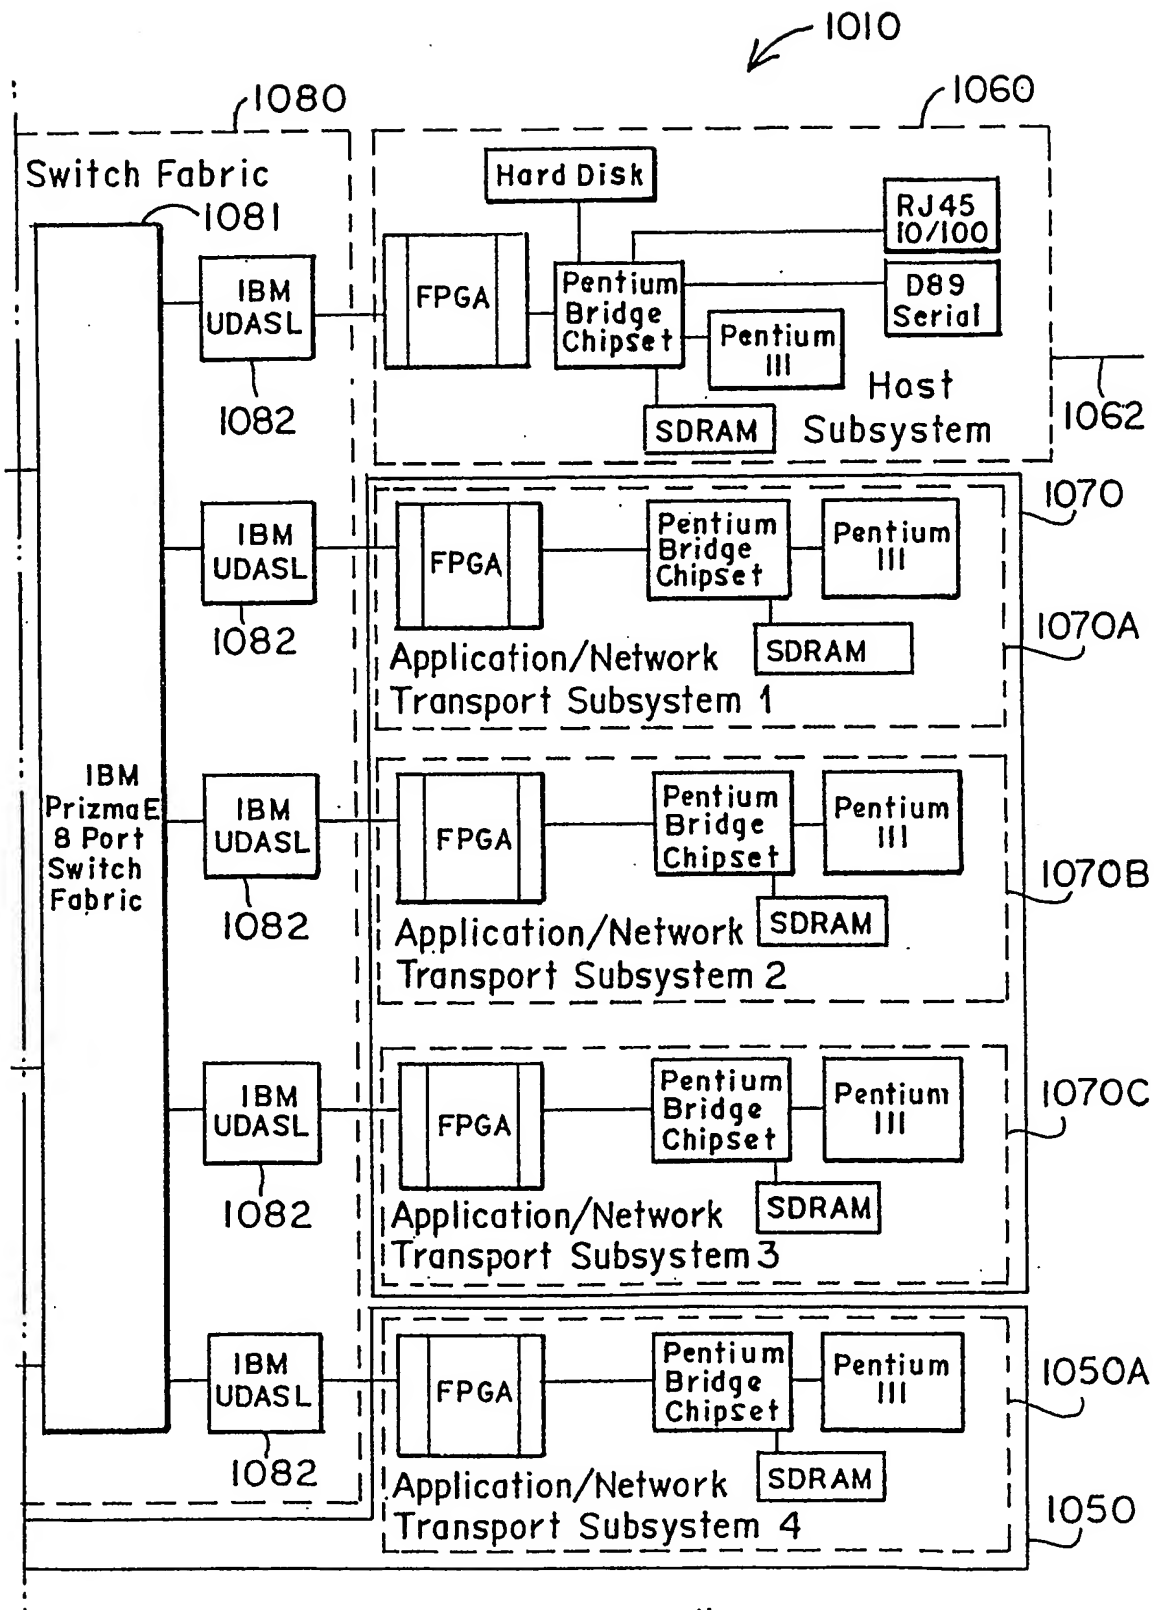 1010
1080
1060
Switch Fabric
1081
Hard Disk
RJ45
10/100
D89
Serial
IBM
UDASL
1082
FPGA
Pentium
Bridge
Chipset
Pentium
III
SDRAM
Host
Subsystem
1062
1070
IBM
UDASL
1082
FPGA
Pentium
Bridge
Chipset
Pentium
III
SDRAM
1070A
Application/Network
Transport Subsystem 1
IBM
PrizmaE
8 Port
Switch
Fabric
IBM
UDASL
1082
FPGA
Pentium
Bridge
Chipset
Pentium
III
SDRAM
1070B
Application/Network
Transport Subsystem 2
IBM
UDASL
1082
FPGA
Pentium
Bridge
Chipset
Pentium
III
SDRAM
1070C
Application/Network
Transport Subsystem 3
IBM
UDASL
1082
FPGA
Pentium
Bridge
Chipset
Pentium
III
SDRAM
1050A
Application/Network
Transport Subsystem 4
1050